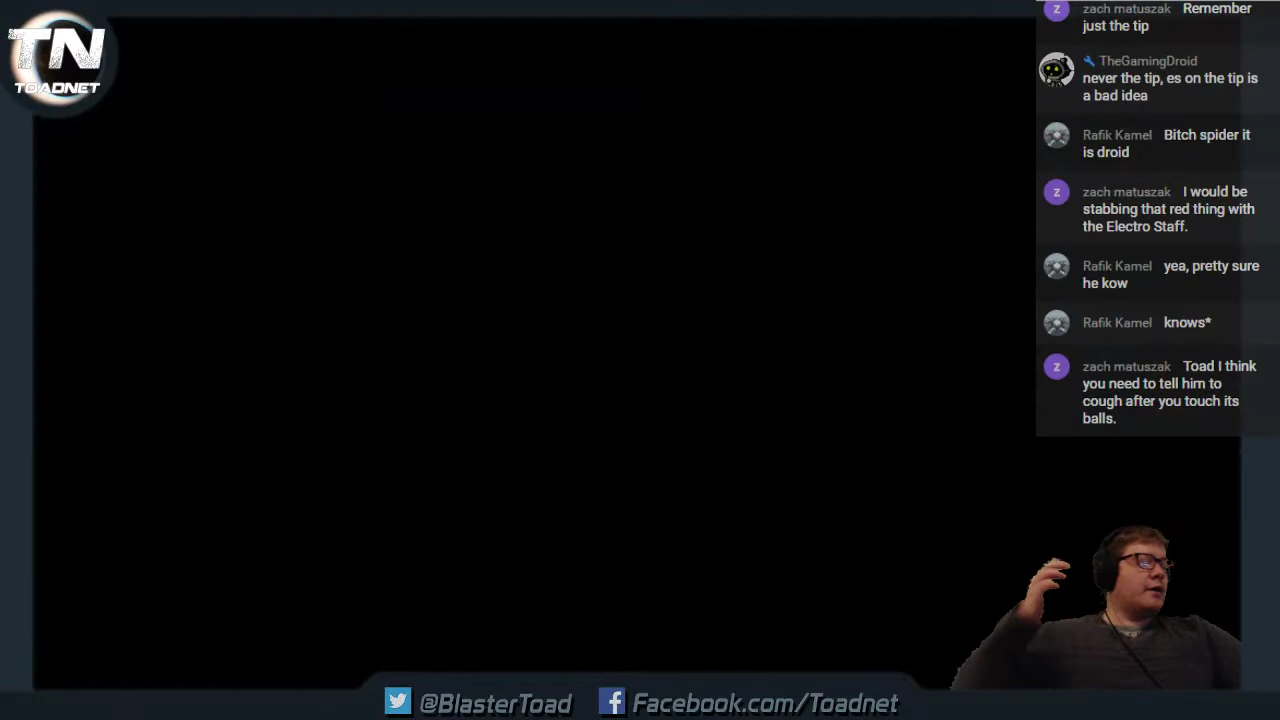 TN
TOADNET
z zach matuszak Remember
just the tip
TheGamingDroid
never the tip, es on the tip is
a bad idea
Rafik Kamel Bitch spider it
is droid
z zach matuszak I would be
stabbing that red thing with
the Electro Staff.
Rafik Kamel yea, pretty sure
he kow
Rafik Kamel knows*
z zach matuszak Toad I think
you need to tell him to
cough after you touch its
balls.
@BlasterToad Facebook.com/Toadnet